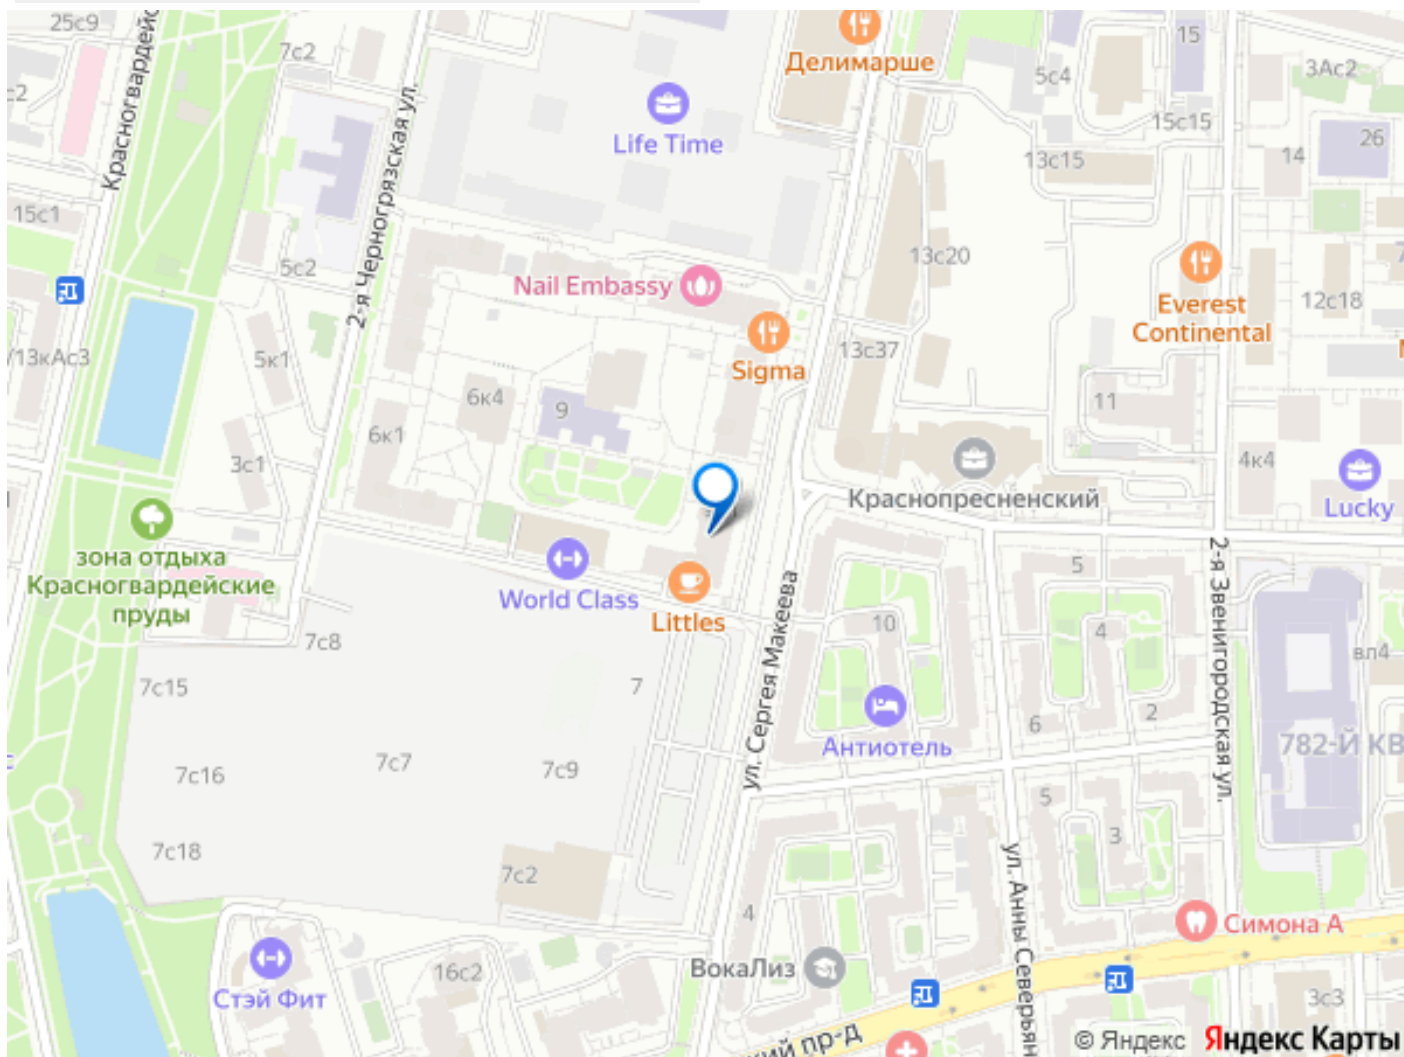 25с9
7с2
Красногвардейс
2-я Черногрязская ул.
Делимарше
Life Time
15
5с4
3Ас2
15с15
26
13с15
14
15с1
5с2
13с20
Nail Embassy
Everest
Continental
12с18
Sigma
13с37
/13кАс3
5к1
6к4
9
11
6к1
3с1
4к4
Краснопресненский
Lucky
зона отдыха
Красногвардейские
пруды
World Class
Littles
ул. Сергея Макеева
2-я Звенигородская ул.
5
10
4
7с8
вл4
7с15
7
2
6
Антиотель
782-Й КВ
7с16
7с7
7с9
5
3
7с18
7с2
ул. Анны Северьян
4
Симона А
ВокаЛиз
16с2
Стэй Фит
3с3
кий пр-д
© Яндекс Яндекс Карты